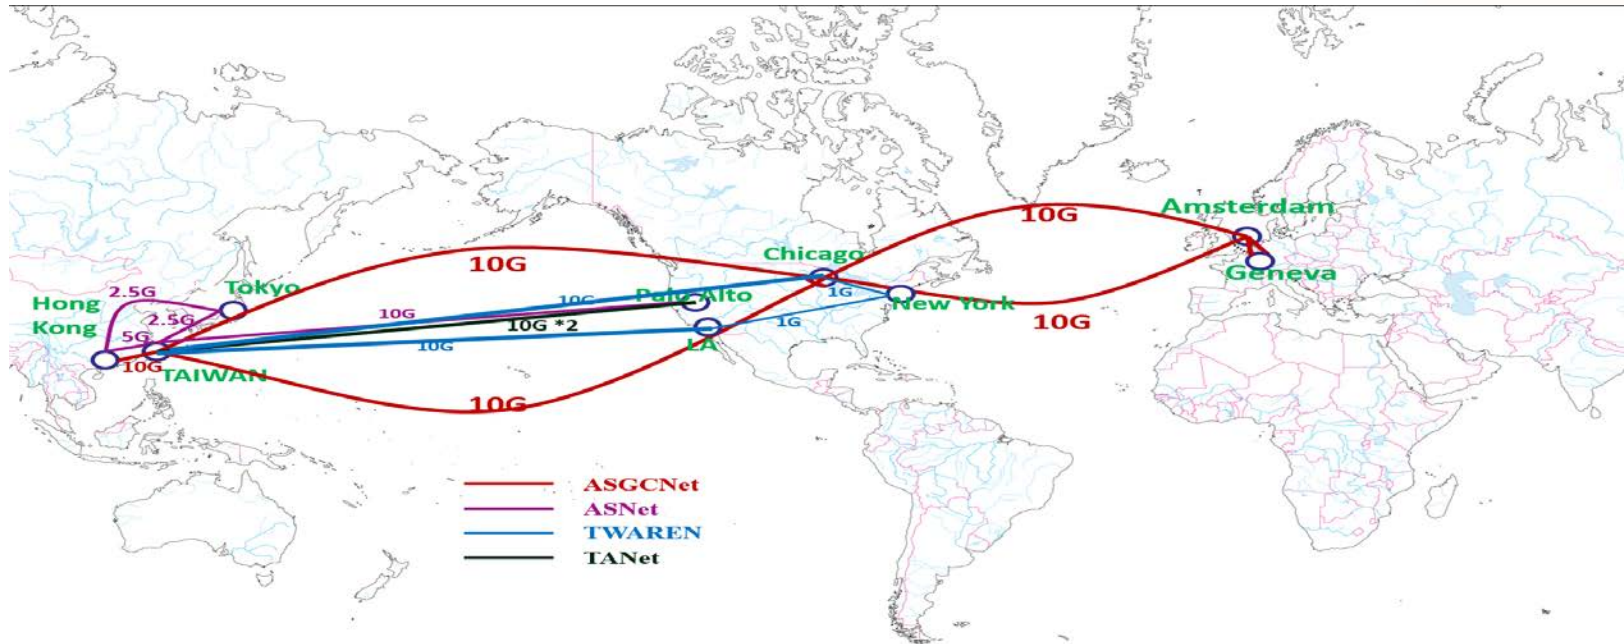 10G
Amsterdam
Chicago
10G
Geneva
Tokyo
2.5G
Hong
Kong
Palo Alto
10G
1G
New York
2.5G
10G
10G *2
1G
10G
5G
10G
LA
10G
TAIWAN
10G
ASGCNet
ASNet
TWAREN
TANet